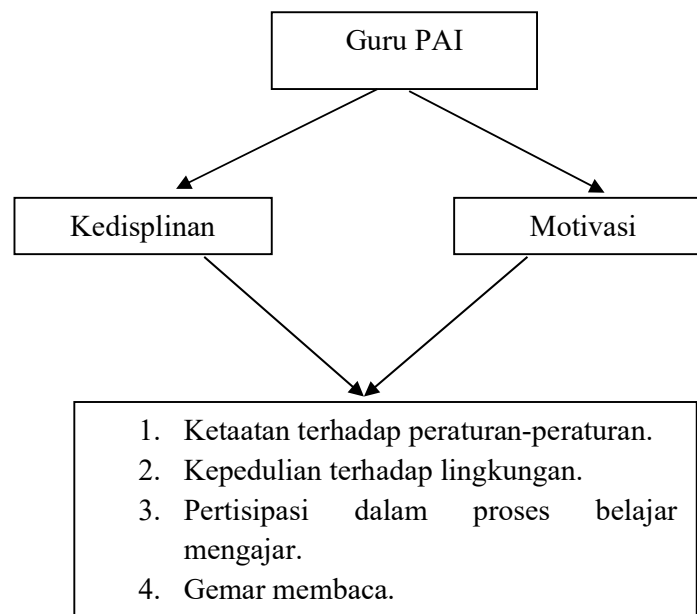 Guru PAI
Kedisplinan
Motivasi
1. Ketaatan terhadap peraturan-peraturan.
2. Kepedulian terhadap lingkungan.
3. Pertisipasi dalam proses belajar
mengajar.
4. Gemar membaca.